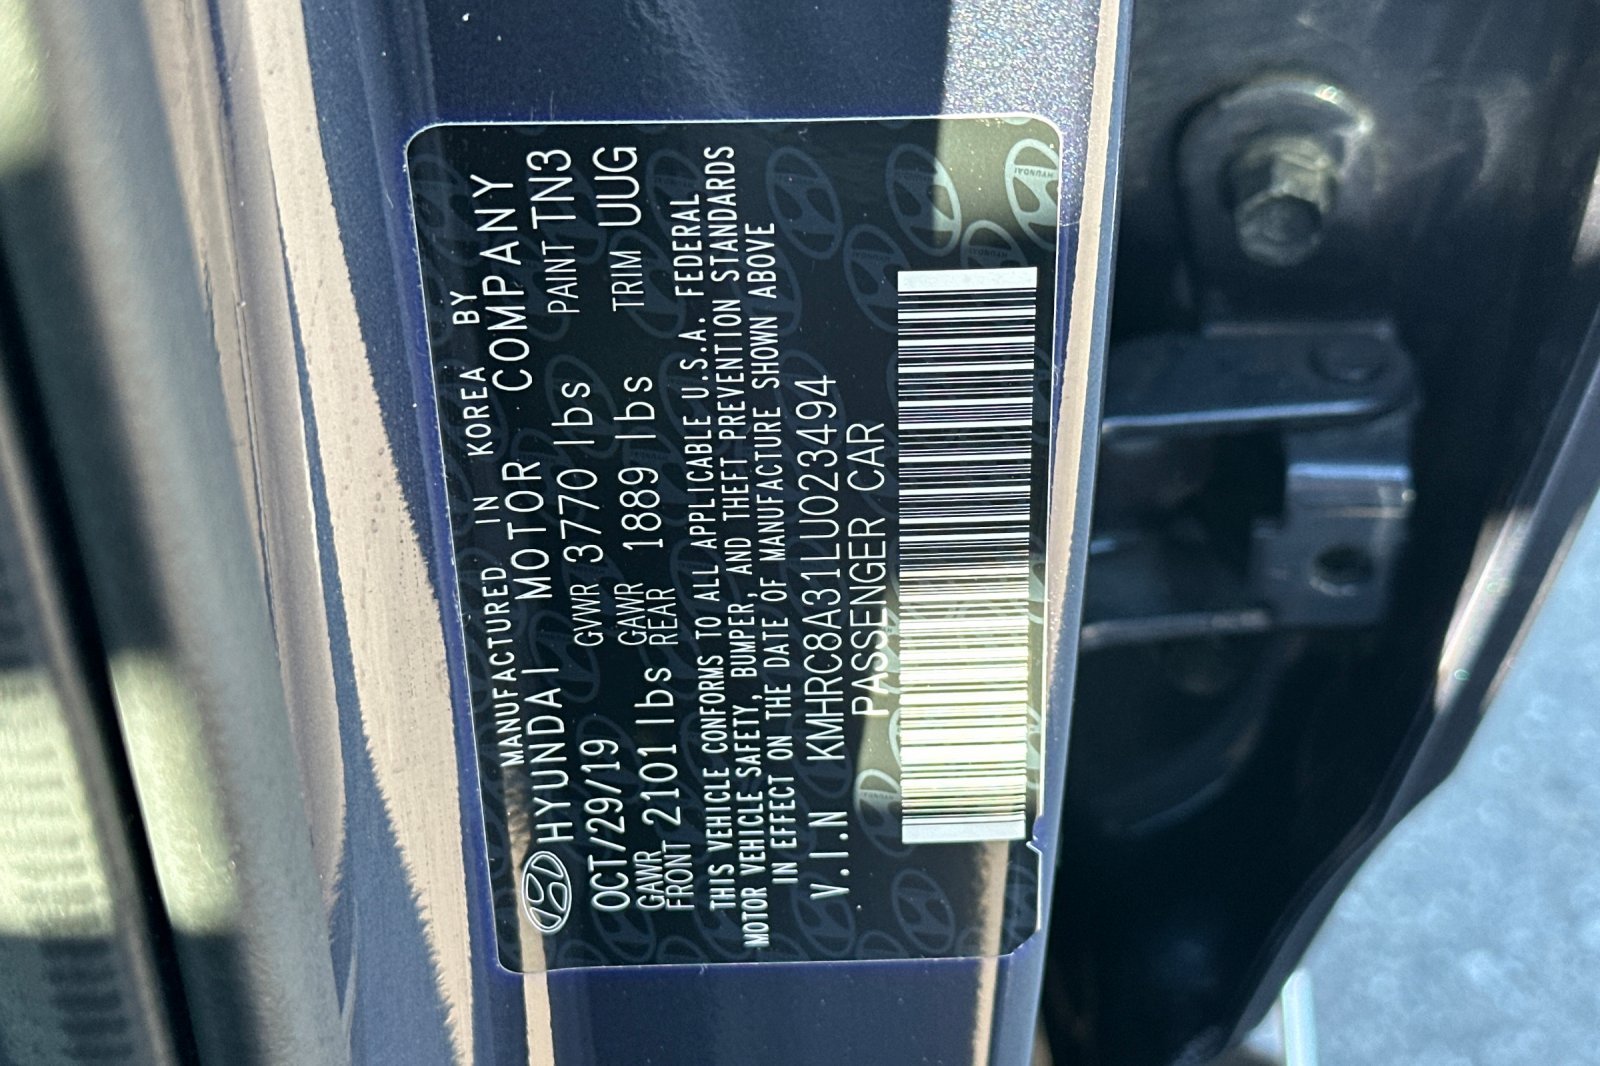 MANUFACTURED IN KOREA BY
HYUNDAI MOTOR COMPANY
OCT/29/19 GVWR 3770 lbs PAINT TN3
GAWR FRONT 2101 lbs GAWR REAR 1889 lbs TRIM UUG
THIS VEHICLE CONFORMS TO ALL APPLICABLE U.S.A. FEDERAL
MOTOR VEHICLE SAFETY, BUMPER, AND THEFT PREVENTION STANDARDS
IN EFFECT ON THE DATE OF MANUFACTURE SHOWN ABOVE
V.I.N KMHRC8A31LU023494
PASSENGER CAR
HYUNDAI